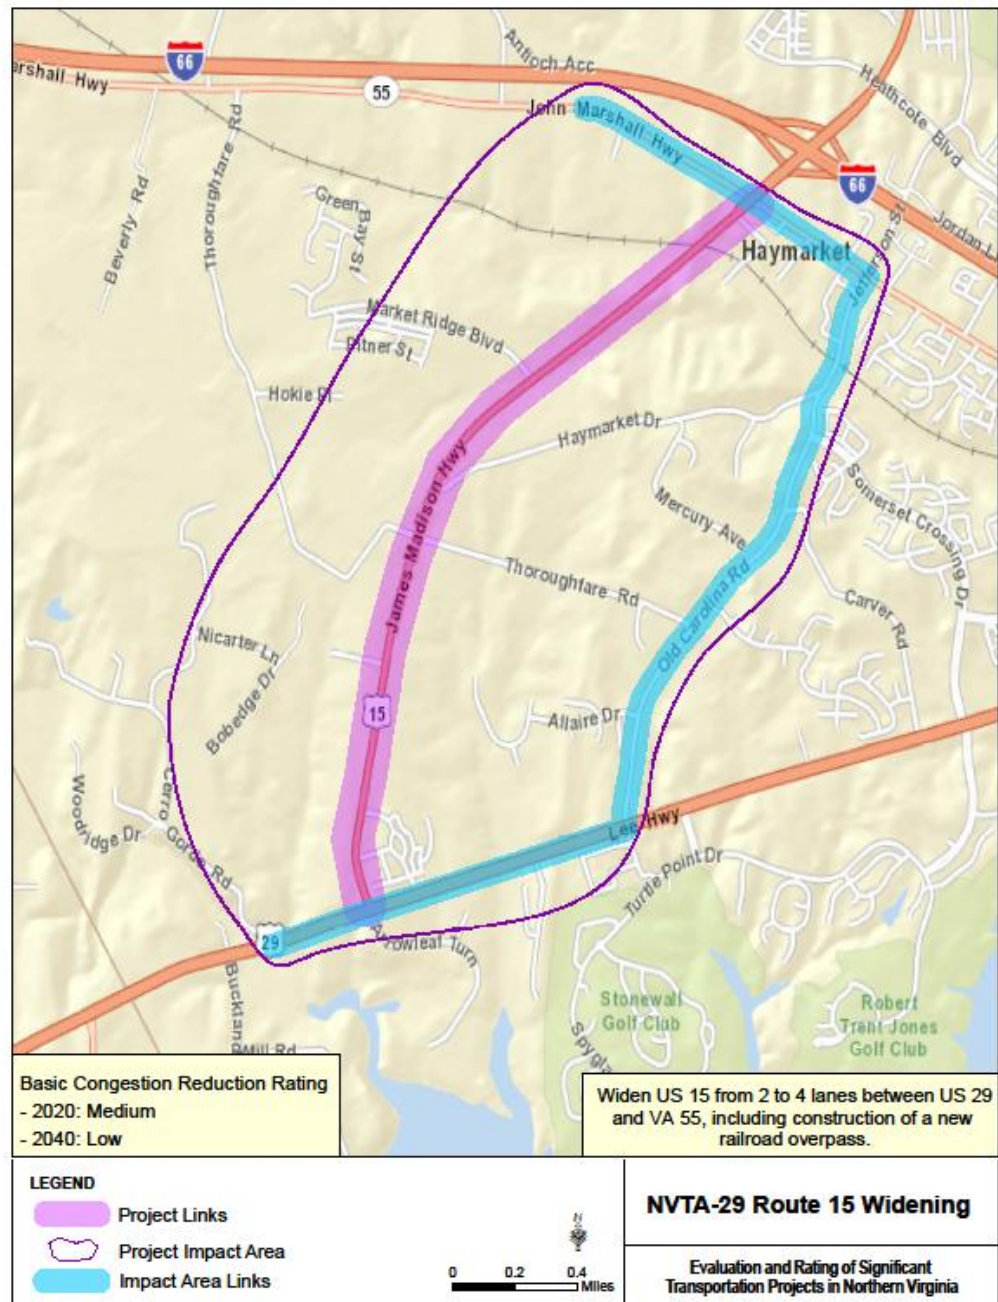 Antioch Acc
66
arshall Hwy
55
Heathcote Blvd
John Marshall Hwy
Thoroughfare Rd
Beverly Rd
66
Jefferson St
Jordan L
Green Bay St
Haymarket
Market Ridge Blvd
Bitner St
Hokie Pl
Haymarket Dr
James Madison Hwy
Somerset Crossing Dr
Mercury Ave
Thoroughfare Rd
Old Carolina Rd
Carver Rd
Nicarter Ln
Bobedge Dr
15
Allaire Dr
Cerro Gordo Rd
Woodridge Dr
Lee Hwy
Turtle Point Dr
29
Arrowleaf Turn
Buckland
Mill Rd
Stonewall
Golf Club
Robert
Trent Jones
Golf Club
Spygla
Basic Congestion Reduction Rating
- 2020: Medium
- 2040: Low
Widen US 15 from 2 to 4 lanes between US 29
and VA 55, including construction of a new
railroad overpass.
LEGEND
Project Links
Project Impact Area
Impact Area Links
N
0 0.2 0.4
Miles
NVTA-29 Route 15 Widening
Evaluation and Rating of Significant
Transportation Projects in Northern Virginia